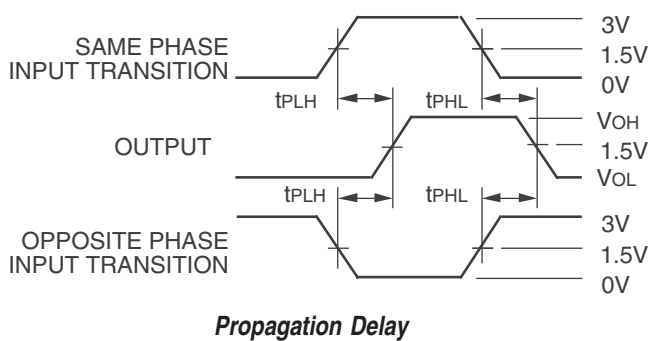 3V
SAME PHASE
1.5V
INPUT TRANSITION
0V
tPLH
tPHL
VOH
OUTPUT
1.5V
VOL
tPLH
tPHL
3V
OPPOSITE PHASE
1.5V
INPUT TRANSITION
0V
Propagation Delay